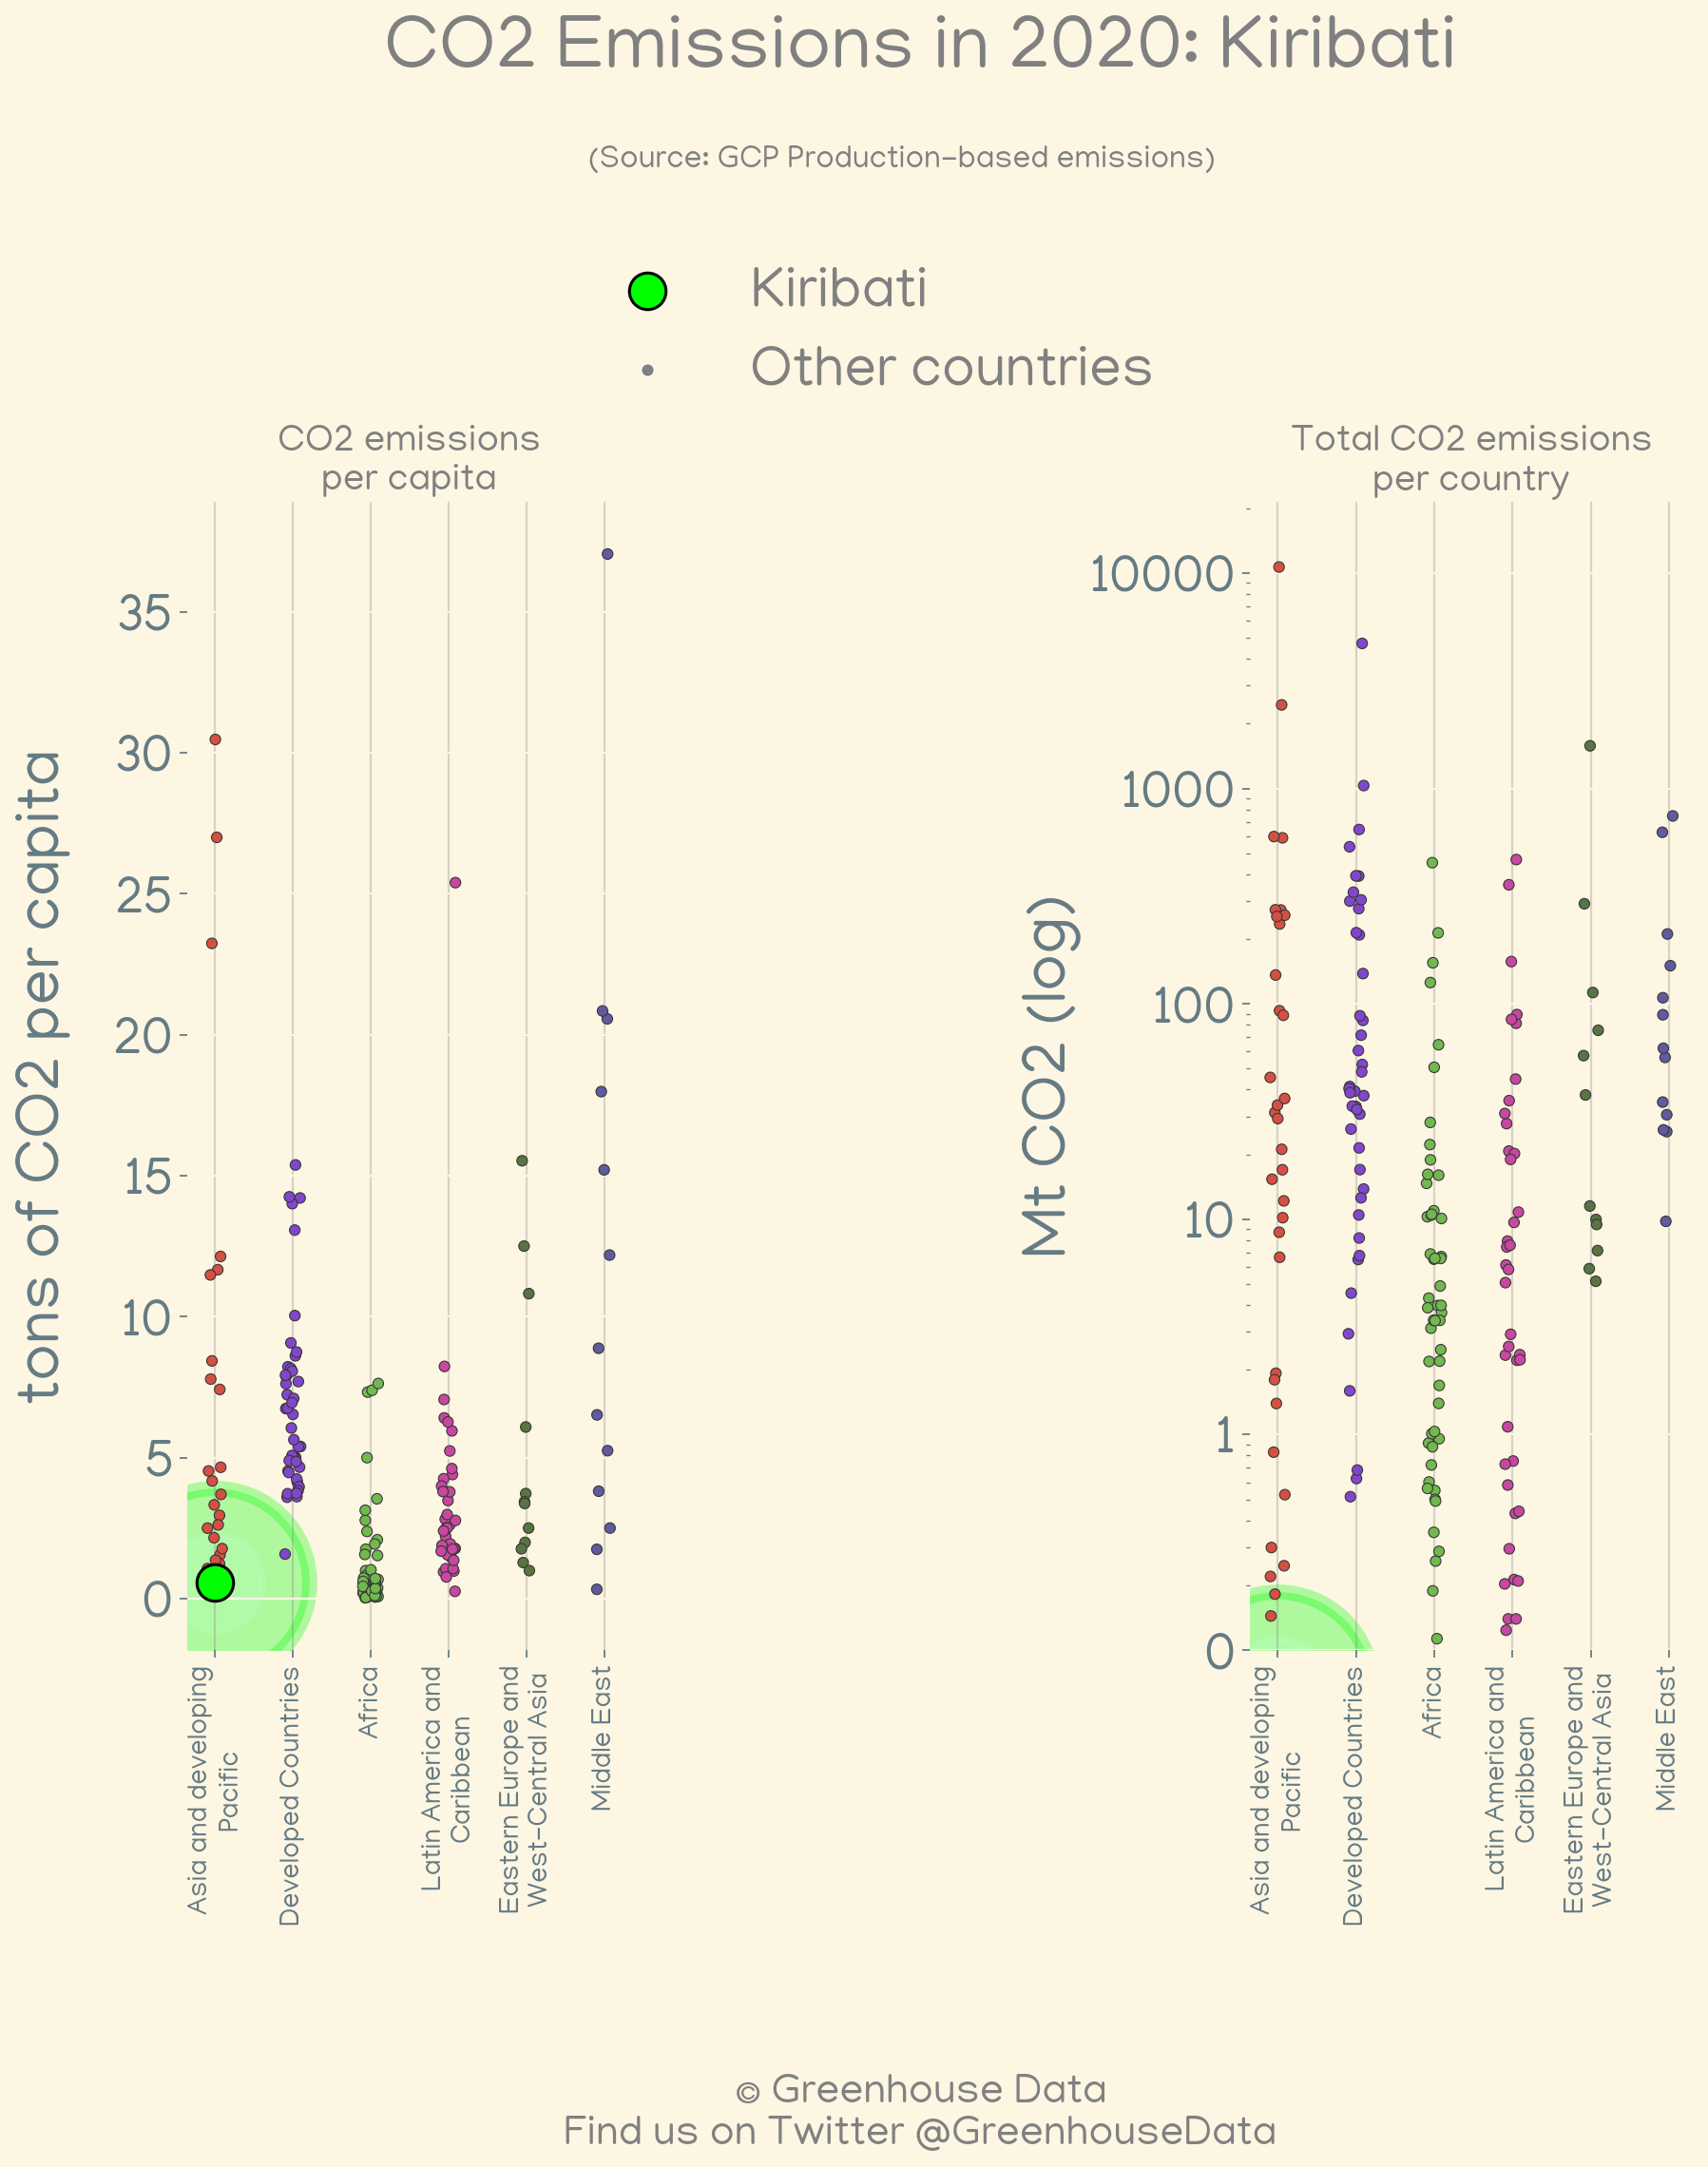 CO2 Emissions in 2020: Kiribati
(Source: GCP Production-based emissions)
Kiribati
Other countries
CO2 emissions
per capita
tons of CO2 per capita
35
30
25
20
15
10
5
0
Asia and developing
Pacific
Developed Countries
Africa
Latin America and
Caribbean
Eastern Europe and
West-Central Asia
Middle East
Total CO2 emissions
per country
Mt CO2 (log)
10000
1000
100
10
1
0
Asia and developing
Pacific
Developed Countries
Africa
Latin America and
Caribbean
Eastern Europe and
West-Central Asia
Middle East
© Greenhouse Data
Find us on Twitter @GreenhouseData